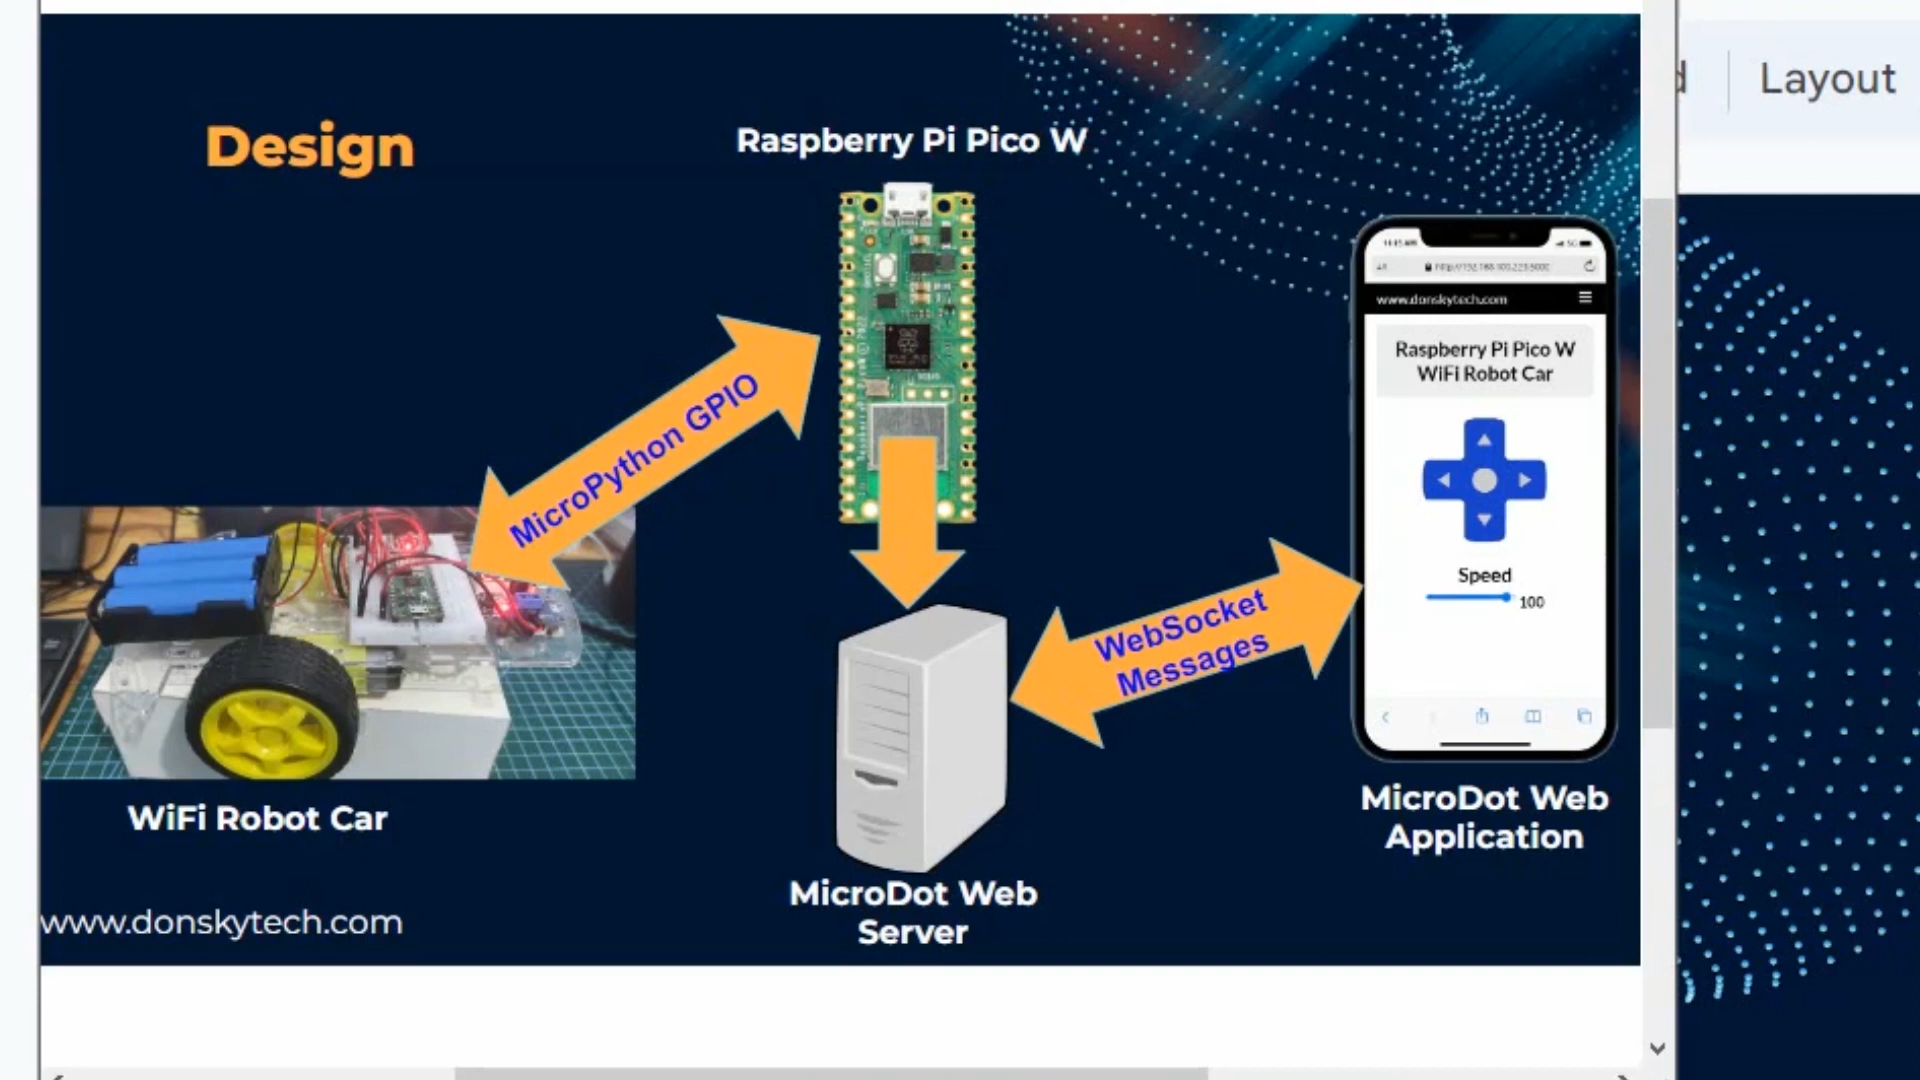 Layout
Design
Raspberry Pi Pico W
MicroPython GPIO
www.donskytech.com
Raspberry Pi Pico W
WiFi Robot Car
Speed
100
WebSocket
Messages
WiFi Robot Car
MicroDot Web
Application
MicroDot Web
Server
www.donskytech.com